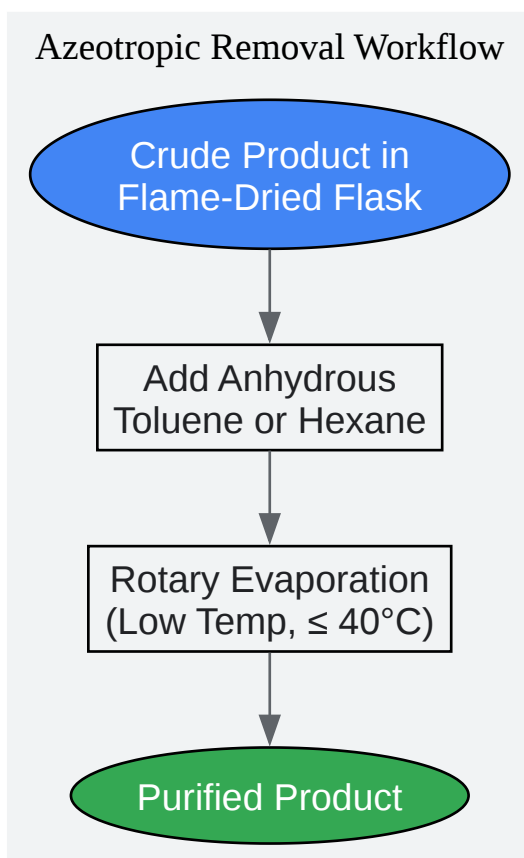 Azeotropic Removal Workflow
Crude Product in
Flame-Dried Flask
Add Anhydrous
Toluene or Hexane
Rotary Evaporation
(Low Temp, ≤ 40°C)
Purified Product